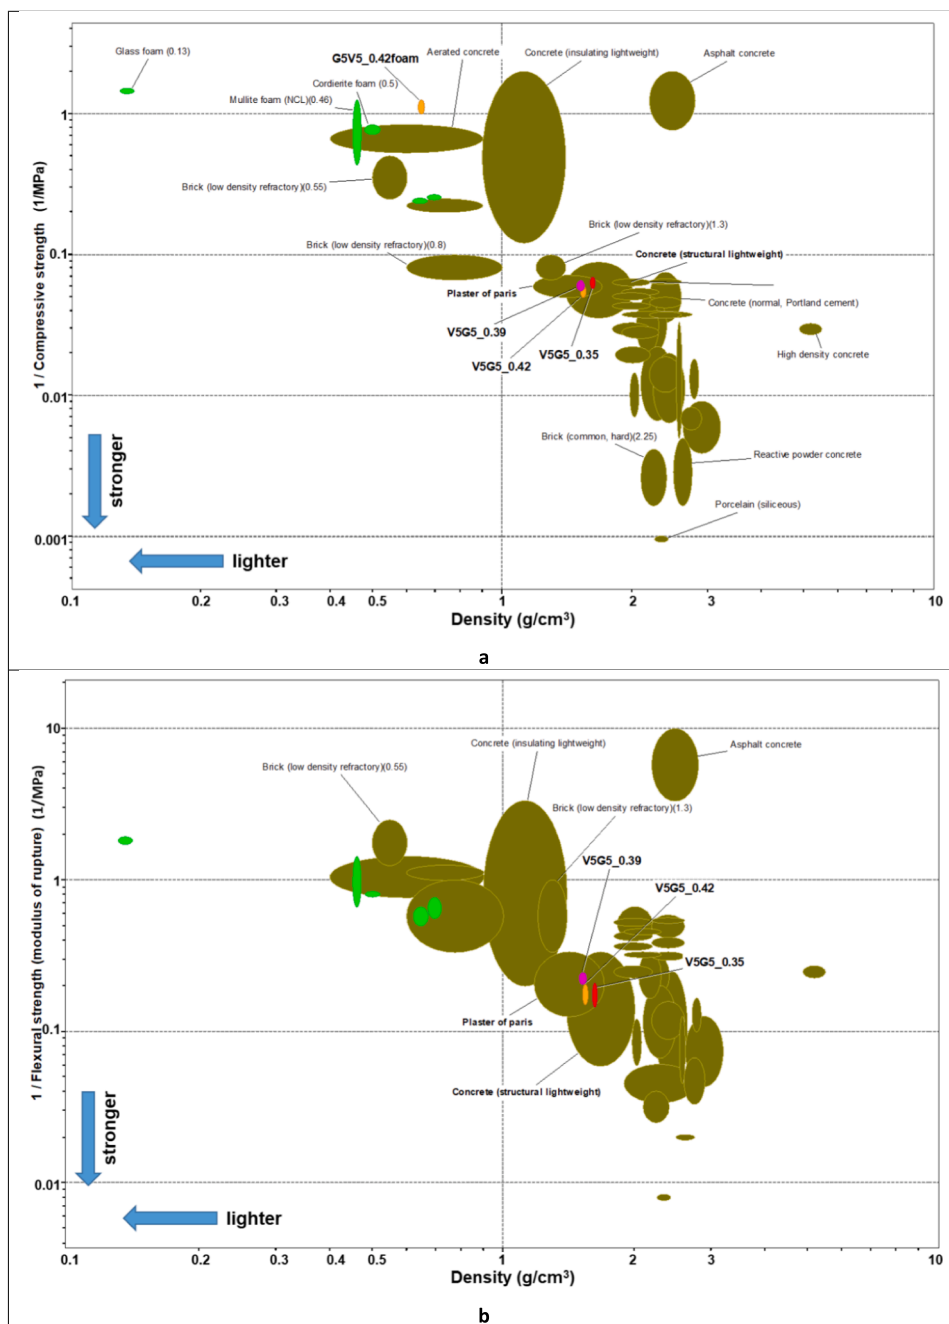 Glass foam (0.13)
G5V5_0.42foam
Aerated concrete
Concrete (insulating lightweight)
Asphalt concrete
Cordierite foam (0.5)
Mullite foam (NCL)(0.46)
Brick (low density refractory)(0.55)
Brick (low density refractory)(1.3)
Brick (low density refractory)(0.8)
Concrete (structural lightweight)
Plaster of paris
Concrete (normal, Portland cement)
V5G5_0.39
V5G5_0.35
High density concrete
V5G5_0.42
Brick (common, hard)(2.25)
Reactive powder concrete
Porcelain (siliceous)
1 / Compressive strength (1/MPa)
1
0.1
0.01
0.001
stronger
lighter
0.1 0.2 0.3 0.4 0.5 1 2 3 10
Density (g/cm³)
a
10
1
0.1
0.01
1 / Flexural strength (modulus of rupture) (1/MPa)
Concrete (insulating lightweight)
Asphalt concrete
Brick (low density refractory)(0.55)
Brick (low density refractory)(1.3)
V5G5_0.39
V5G5_0.42
V5G5_0.35
Plaster of paris
Concrete (structural lightweight)
stronger
lighter
0.1 0.2 0.3 0.4 0.5 1 2 3 10
Density (g/cm³)
b